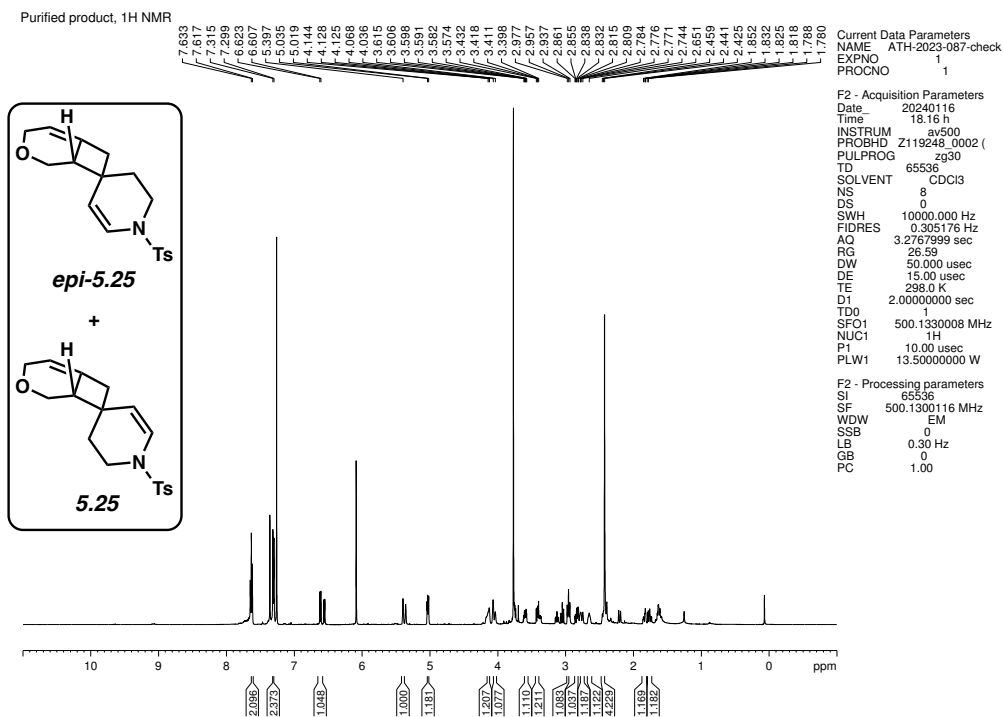 Purified product, 1H NMR
7.633
7.617
7.315
7.299
6.623
6.607
5.397
5.035
5.019
4.144
4.128
4.125
4.068
4.036
3.615
3.606
3.598
3.591
3.582
3.574
3.432
3.418
3.411
3.398
2.977
2.957
2.937
2.861
2.855
2.838
2.832
2.815
2.809
2.784
2.776
2.771
2.744
2.651
2.459
2.441
2.425
1.852
1.832
1.825
1.818
1.788
1.780
Current Data Parameters
NAME ATH-2023-087-check
EXPNO 1
PROCNO 1
F2 - Acquisition Parameters
Date_ 20240116
Time 18.16 h
INSTRUM av500
PROBHD Z119248_0002 (
PULPROG zg30
TD 65536
SOLVENT CDCl3
NS 8
DS 0
SWH 10000.000 Hz
FIDRES 0.305176 Hz
AQ 3.2767999 sec
RG 26.59
DW 50.000 usec
DE 15.00 usec
TE 298.0 K
D1 2.00000000 sec
TD0 1
SFO1 500.1330008 MHz
NUC1 1H
P1 10.00 usec
PLW1 13.50000000 W
F2 - Processing parameters
SI 65536
SF 500.1300116 MHz
WDW EM
SSB 0
LB 0.30 Hz
GB 0
PC 1.00
H
O
N
Ts
epi-5.25
+
H
O
N
Ts
5.25
10 9 8 7 6 5 4 3 2 1 0 ppm
2.096
2.373
1.048
1.000
1.181
1.207
1.077
1.110
1.211
1.083
1.037
1.187
1.122
4.229
1.169
1.182